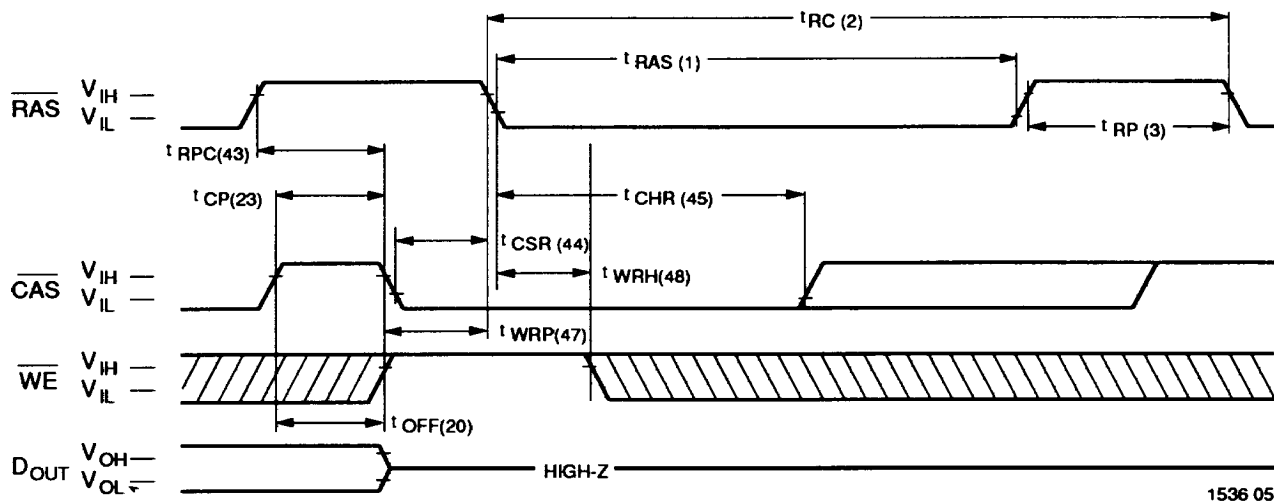 t RC (2)
t RAS (1)
RAS V IH
V IL
t RP (3)
t RPC(43)
t CP(23)
t CHR (45)
t CSR (44)
t WRH(48)
CAS V IH
V IL
t WRP(47)
WE V IH
V IL
t OFF(20)
D OUT V OH
V OL
HIGH-Z
1536 05